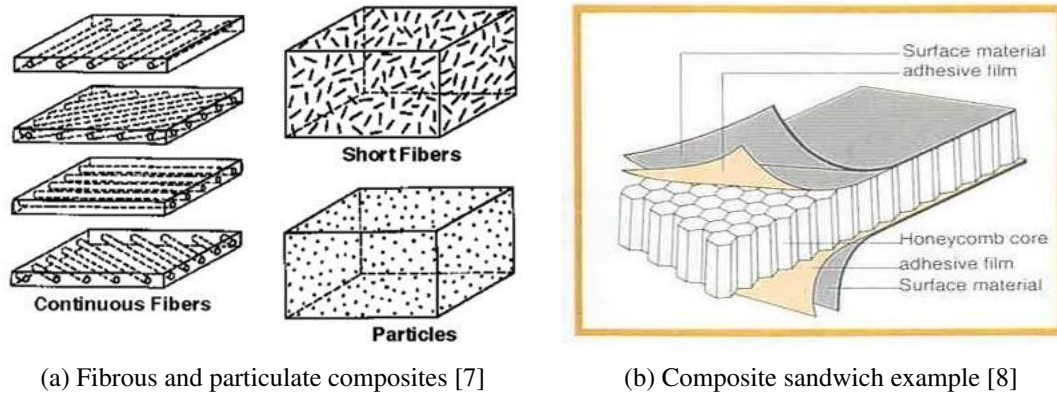 Short Fibers
Continuous Fibers
Particles
Surface material
adhesive film
Honeycomb core
adhesive film
Surface material
(a) Fibrous and particulate composites [7]
(b) Composite sandwich example [8]